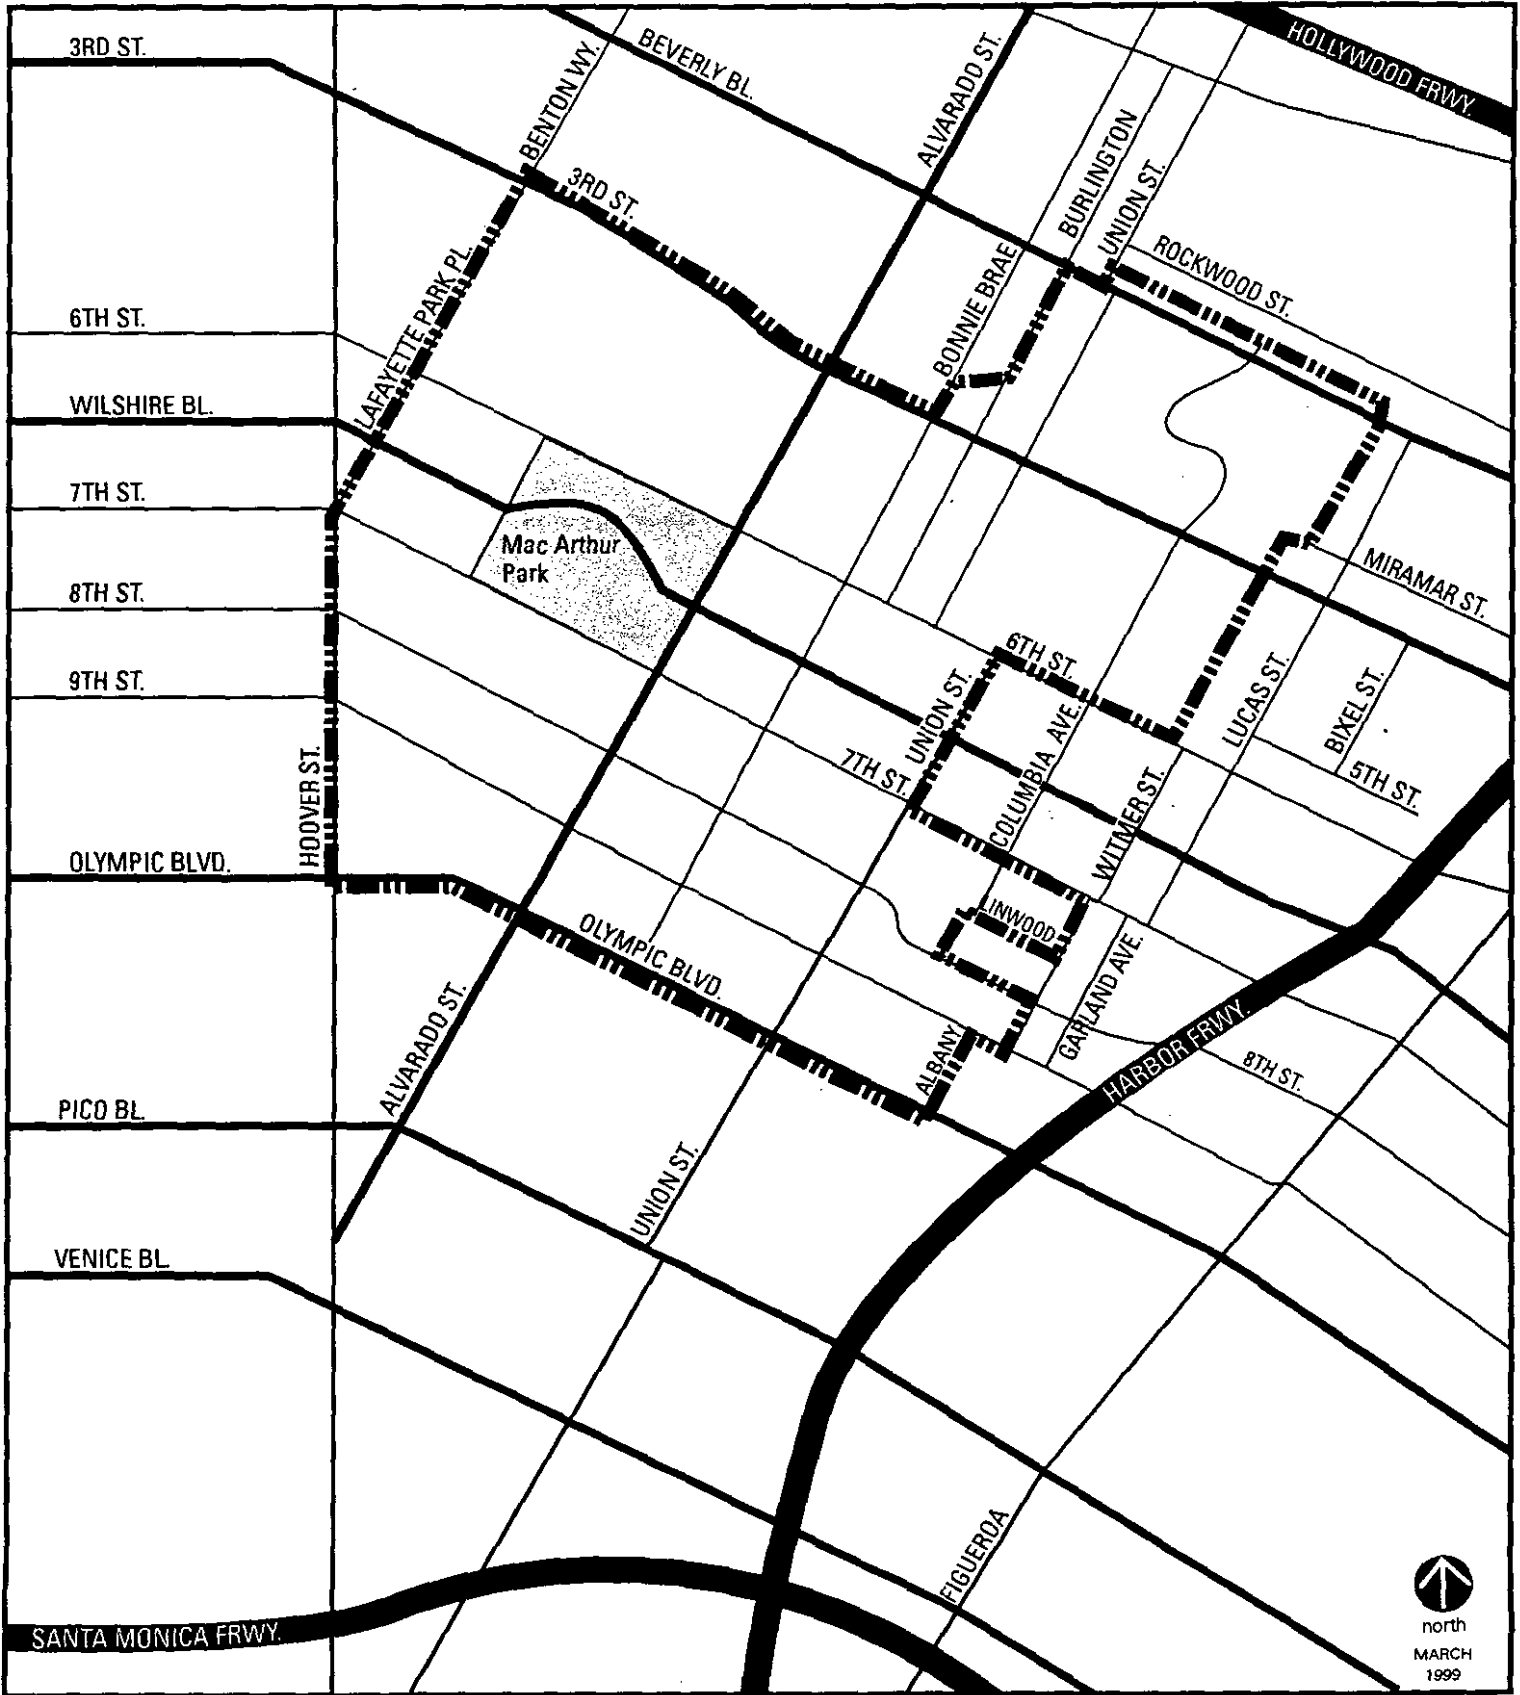 3RD ST.
BEVERLY BL.
BENTON WY.
ALVARADO ST.
HOLLYWOOD FRWY.
BURLINGTON
UNION ST.
3RD ST.
ROCKWOOD ST.
BONNIE BRAE
LAFAYETTE PARK PL.
6TH ST.
WILSHIRE BL.
7TH ST.
Mac Arthur
Park
8TH ST.
MIRAMAR ST.
6TH ST.
9TH ST.
UNION ST.
COLUMBIA AVE.
LUCAS ST.
BIXEL ST.
7TH ST.
5TH ST.
WITMER ST.
HOOVER ST.
OLYMPIC BLVD.
LINWOOD
OLYMPIC BLVD.
GARLAND AVE.
ALVARADO ST.
ALBANY
HARBOR FRWY.
8TH ST.
PICO BL.
UNION ST.
VENICE BL.
FIGUEROA
SANTA MONICA FRWY.
north
MARCH
1999